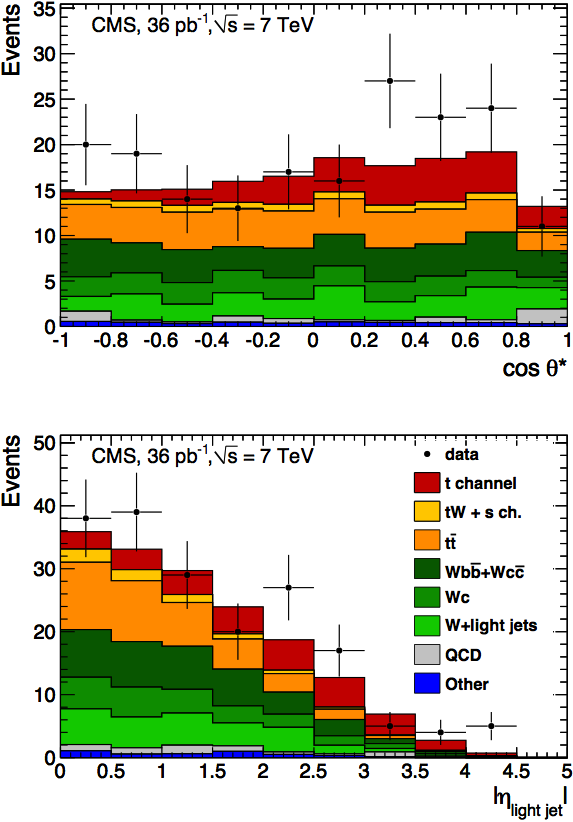 Events
CMS, 36 pb⁻¹, √s = 7 TeV
35
30
25
20
15
10
5
0
-1 -0.8 -0.6 -0.4 -0.2 0 0.2 0.4 0.6 0.8 1
cos θ*
Events
CMS, 36 pb⁻¹, √s = 7 TeV
50
40
30
20
10
0
data
t channel
tW + s ch.
tt̄
Wbb̄+Wcc̄
Wc
W+light jets
QCD
Other
0 0.5 1 1.5 2 2.5 3 3.5 4 4.5 5
|η light jet|